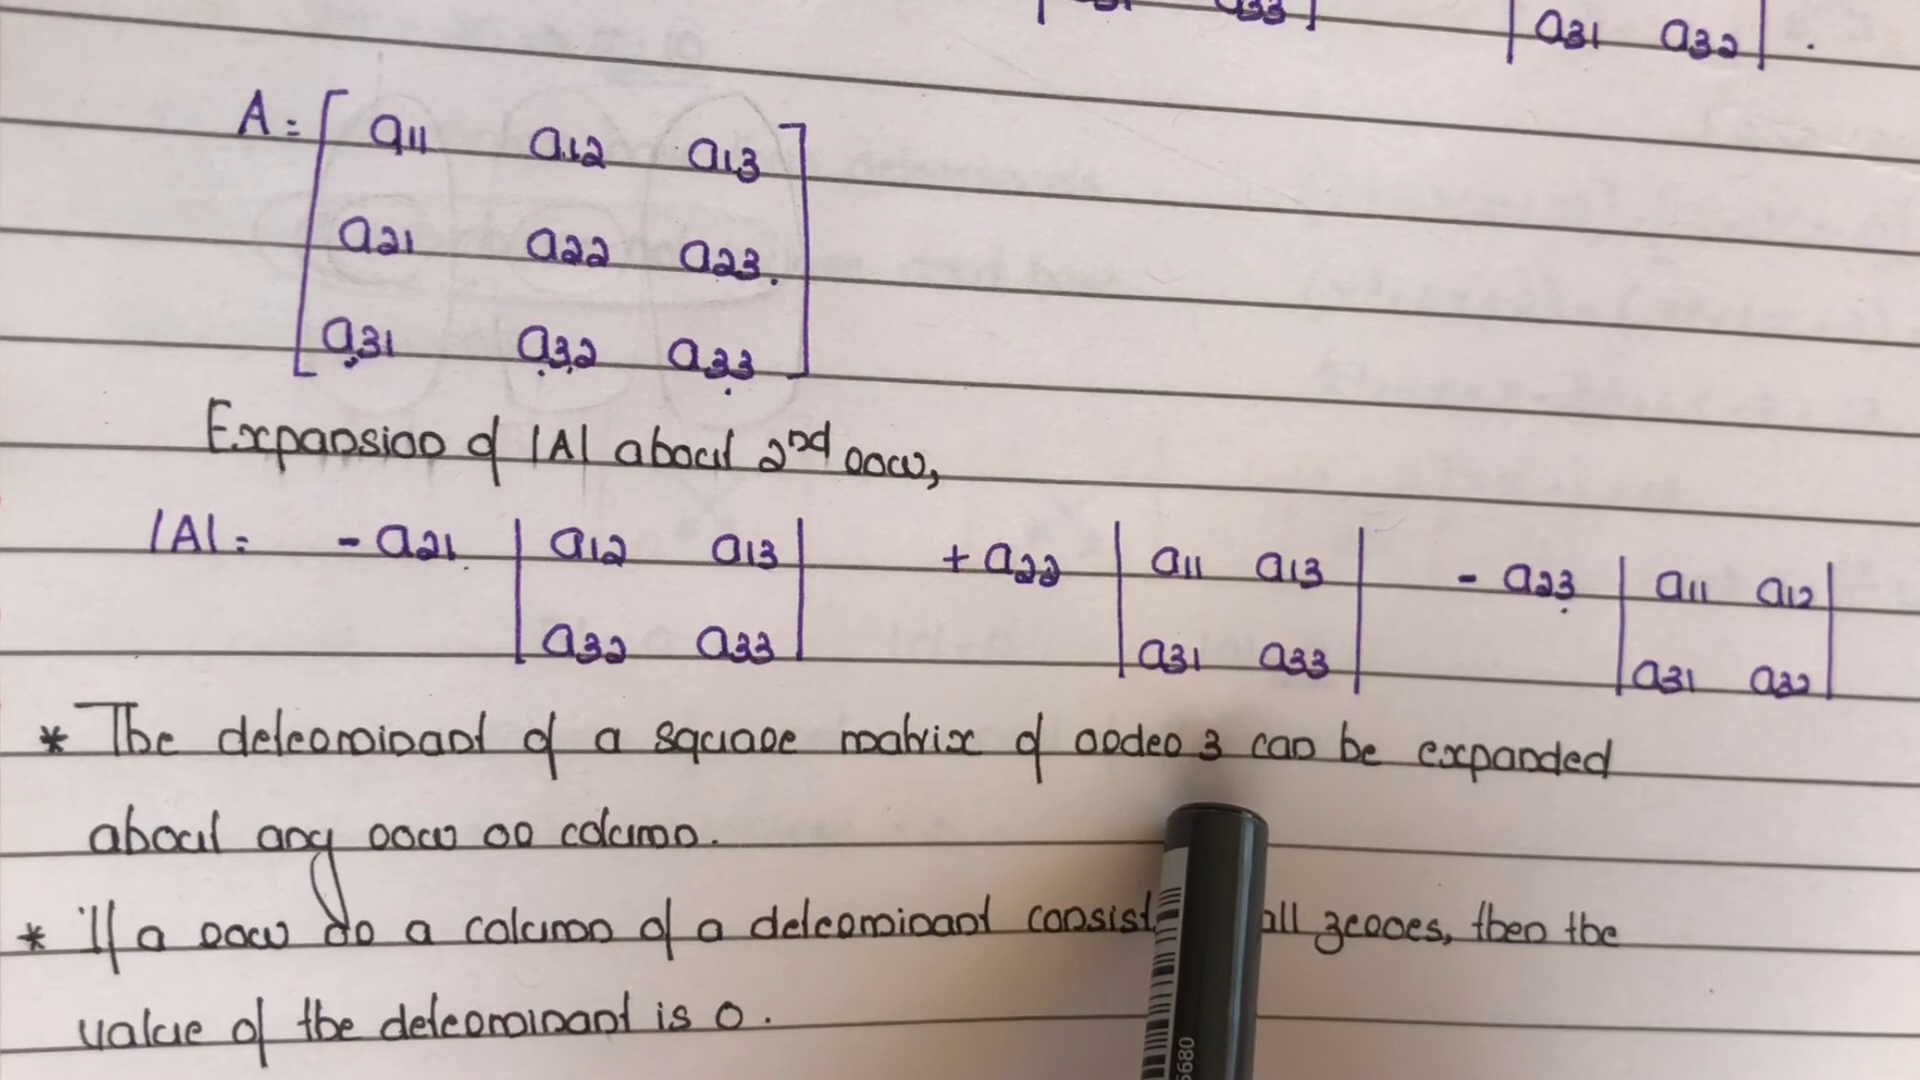 a33 | a31 a32 | .
A = [ a11 a12 a13
a21 a22 a23.
a31 a32 a33 ]
Expansion of |A| about 2nd row,
|A| = - a21 | a12 a13 | + a22 | a11 a13 | - a23 | a11 a12 |
| a32 a33 | | a31 a33 | | a31 a32 |
* The determinant of a square matrix of order 3 can be expanded
about any row or column.
* If a row or a column of a determinant consist all zeroes, then the
value of the determinant is 0.
5680